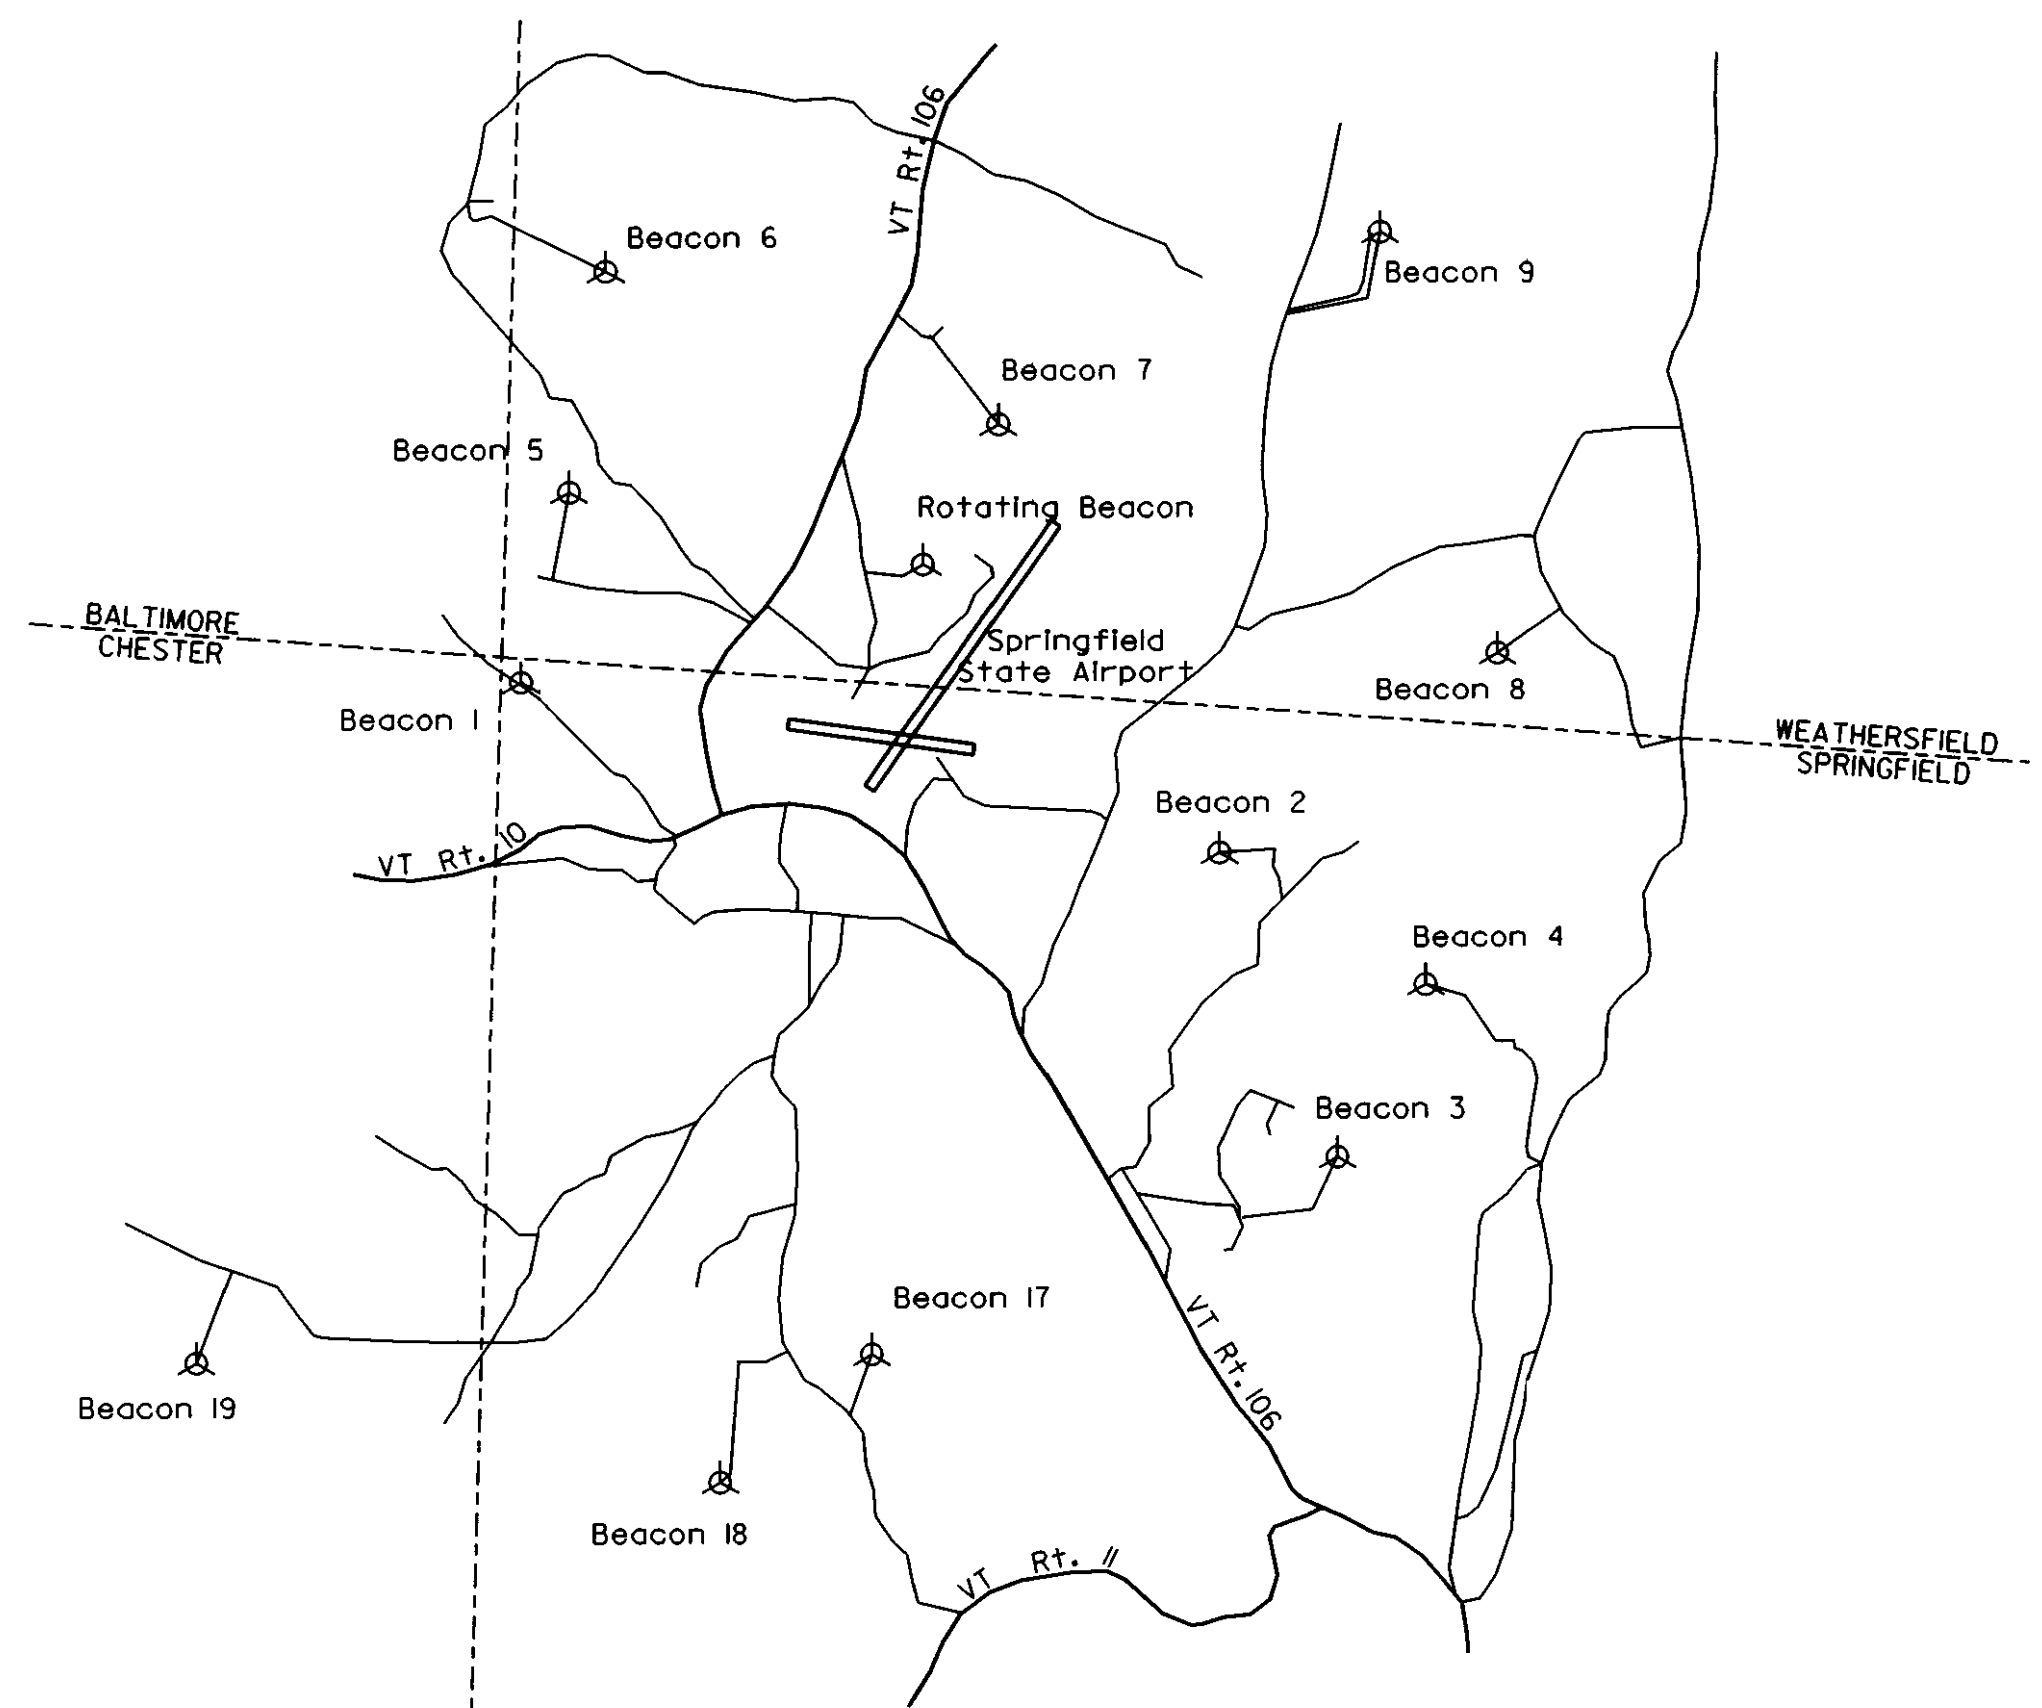 VT Rt. 106
Beacon 6
Beacon 9
Beacon 7
Beacon 5
Rotating Beacon
BALTIMORE
CHESTER
Springfield
State Airport
Beacon 8
Beacon 1
WEATHERSFIELD
SPRINGFIELD
Beacon 2
VT Rt. 10
Beacon 4
Beacon 3
Beacon 17
VT Rt. 106
Beacon 19
Beacon 18
VT Rt. 11